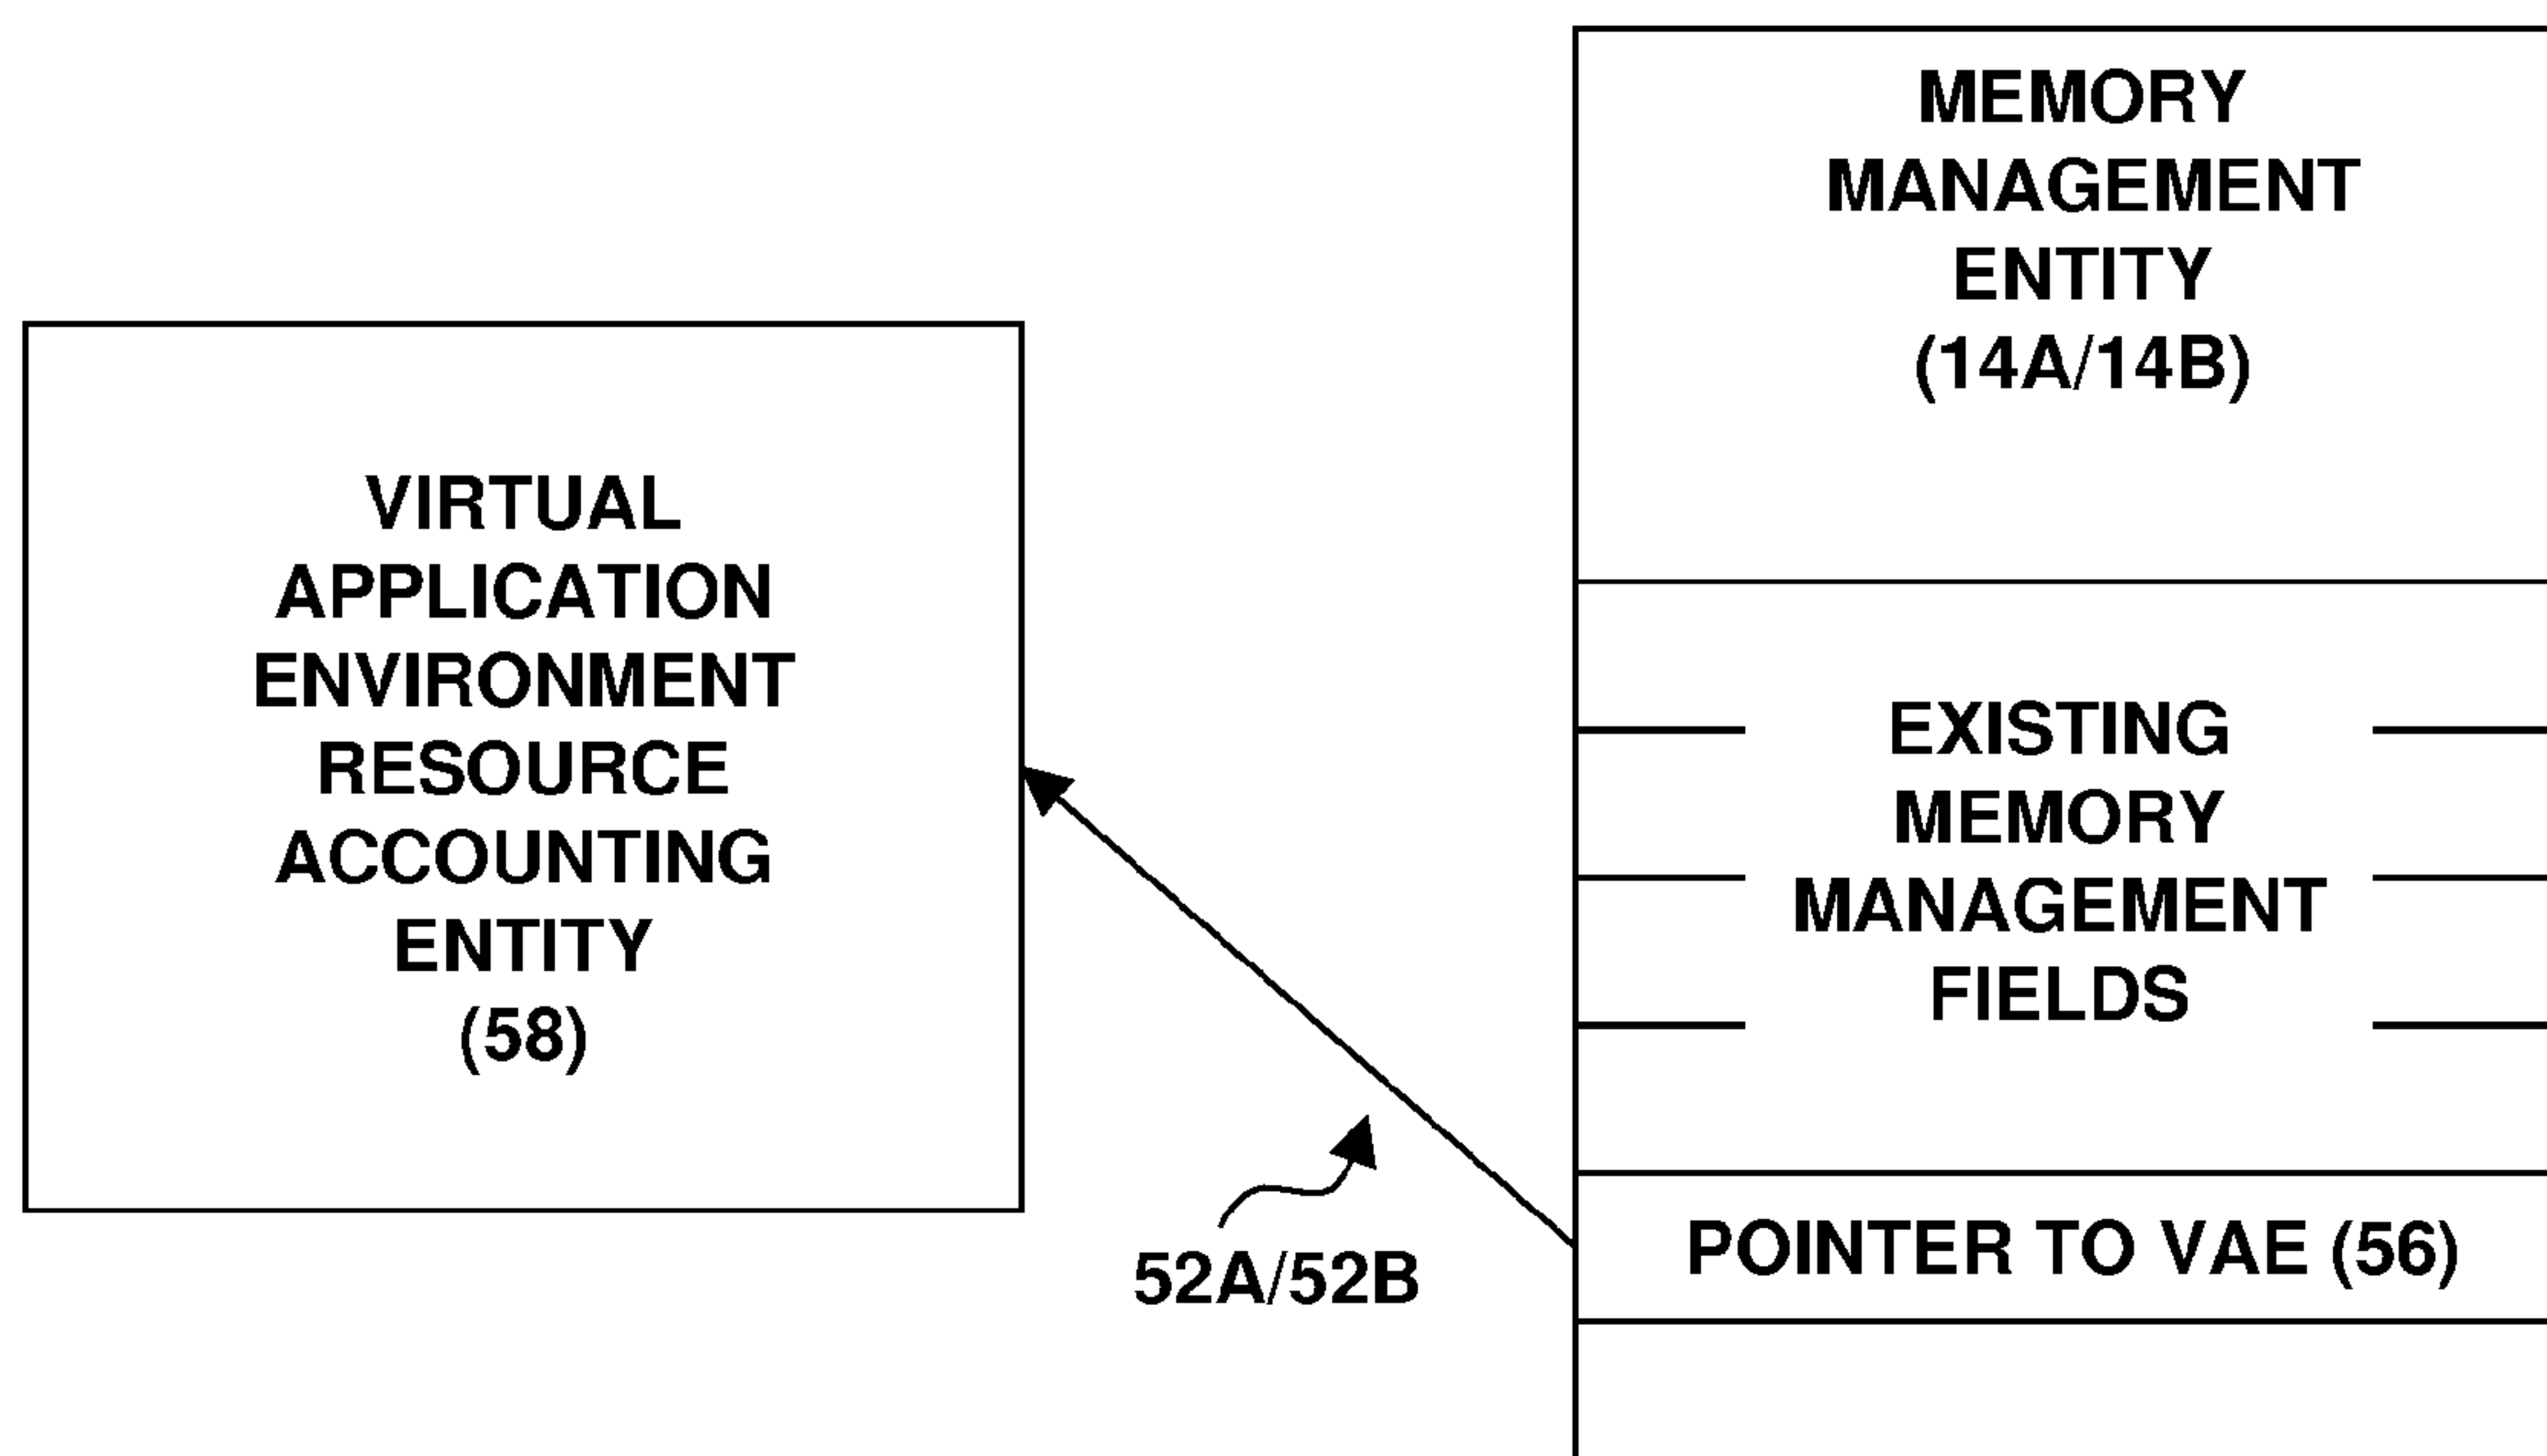 VIRTUAL
APPLICATION
ENVIRONMENT
RESOURCE
ACCOUNTING
ENTITY
(58)
52A/52B
MEMORY
MANAGEMENT
ENTITY
(14A/14B)
EXISTING
MEMORY
MANAGEMENT
FIELDS
POINTER TO VAE (56)